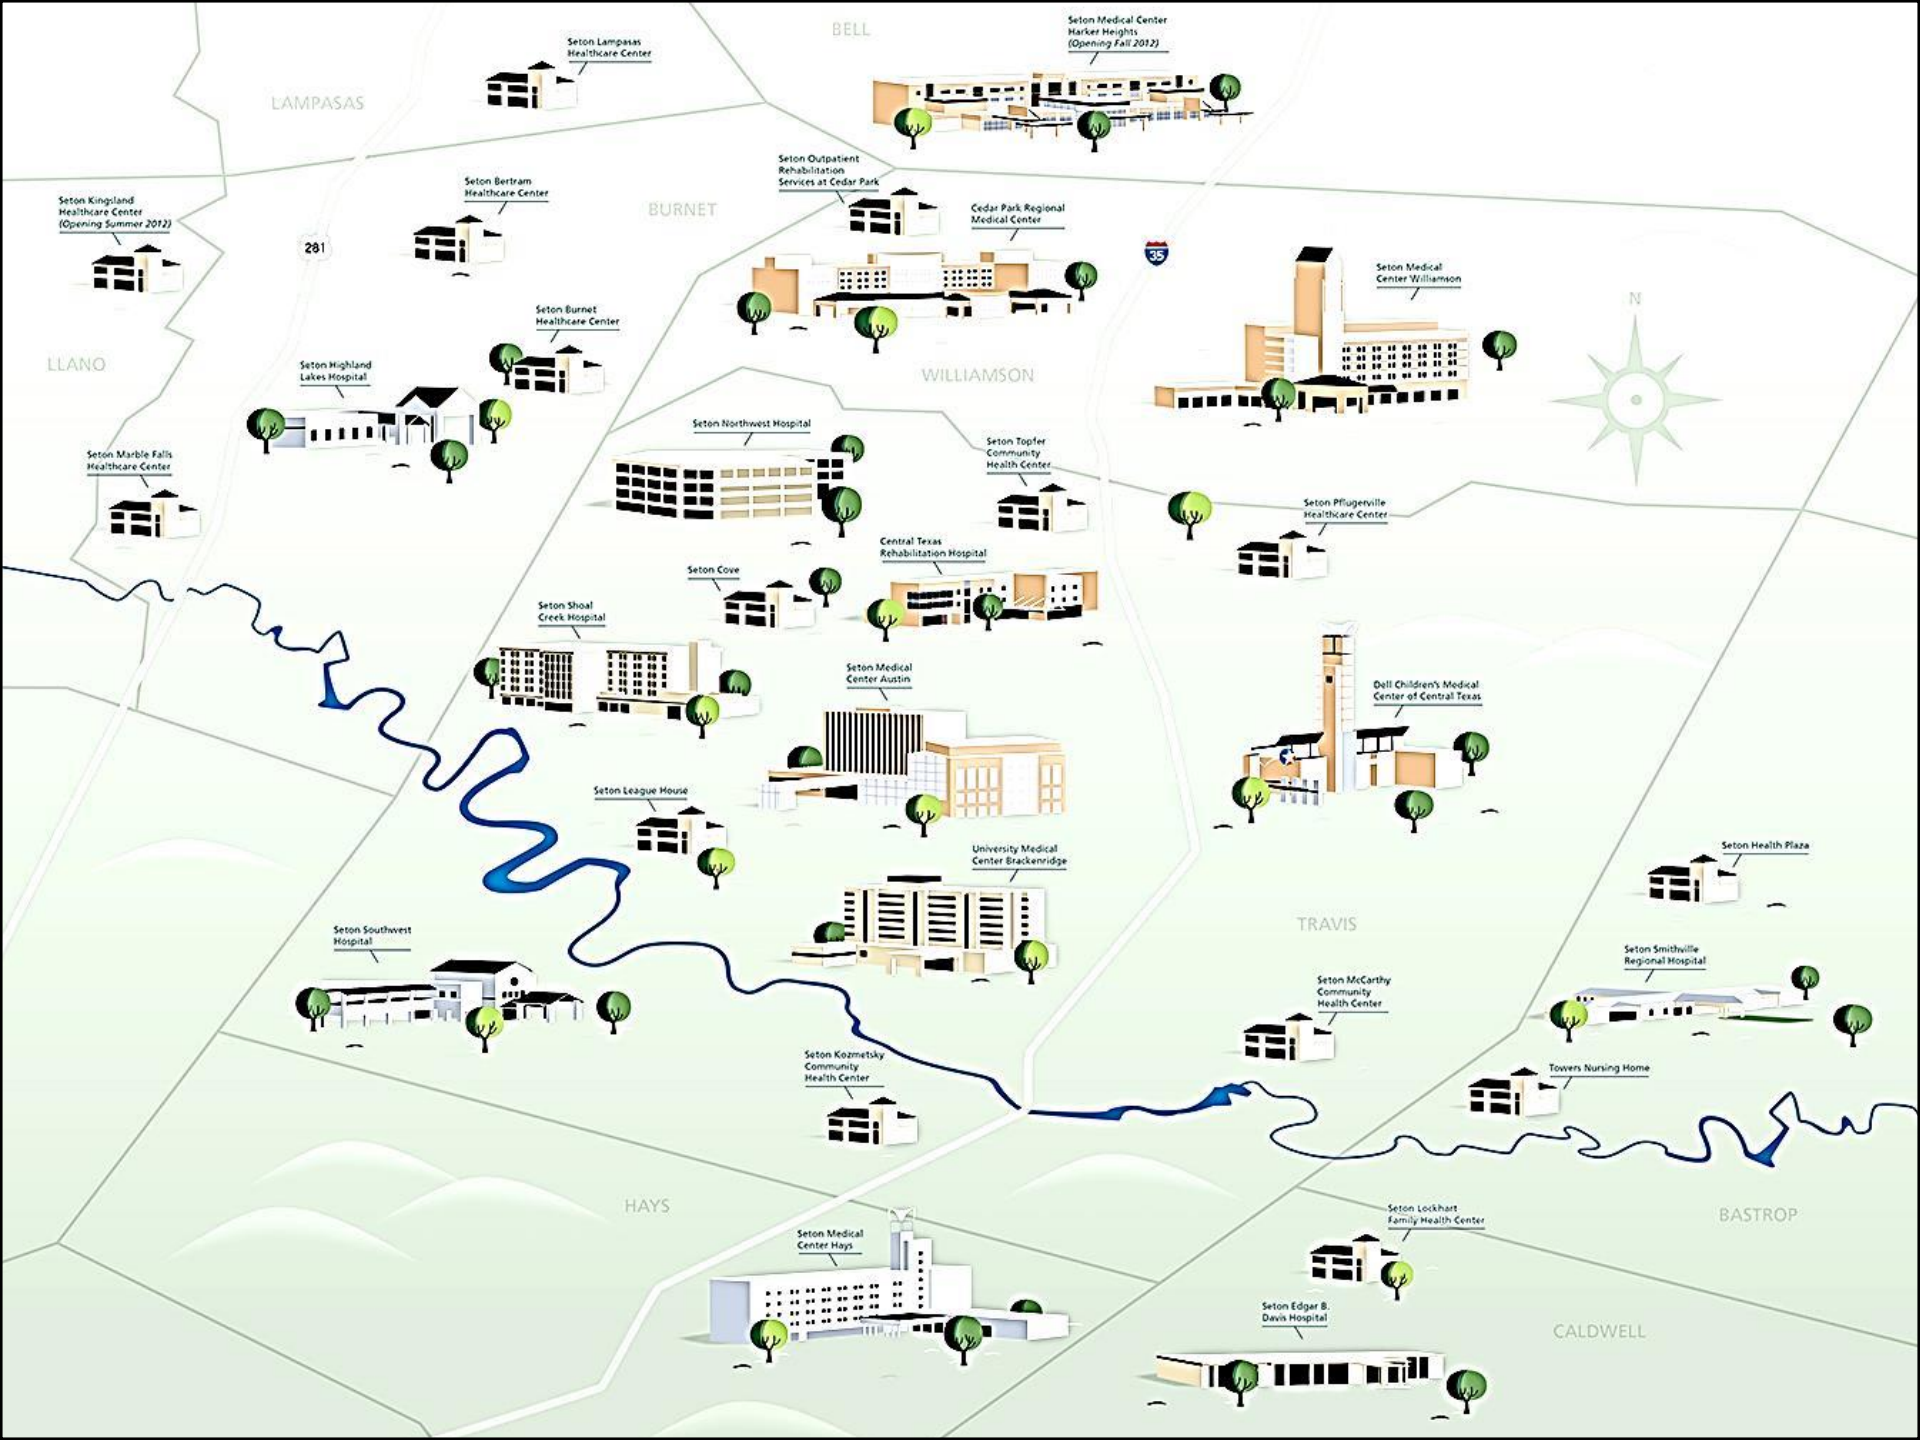 BELL
Seton Medical Center
Harker Heights
(Opening Fall 2012)
Seton Lampasas
Healthcare Center
LAMPASAS
Seton Outpatient
Rehabilitation
Services at Cedar Park
Seton Bertram
Healthcare Center
Seton Kingsland
Healthcare Center
(Opening Summer 2012)
BURNET
Cedar Park Regional
Medical Center
281
35
Seton Medical
Center Williamson
N
Seton Burnet
Healthcare Center
LLANO
Seton Highland
Lakes Hospital
WILLIAMSON
Seton Northwest Hospital
Seton Topfer
Community
Health Center
Seton Marble Falls
Healthcare Center
Seton Pflugerville
Healthcare Center
Central Texas
Rehabilitation Hospital
Seton Cove
Seton Shoal
Creek Hospital
Seton Medical
Center Austin
Dell Children's Medical
Center of Central Texas
Seton League House
University Medical
Center Brackenridge
Seton Health Plaza
TRAVIS
Seton Southwest
Hospital
Seton Smithville
Regional Hospital
Seton McCarthy
Community
Health Center
Seton Kozmetsky
Community
Health Center
Towers Nursing Home
HAYS
Seton Lockhart
Family Health Center
BASTROP
Seton Medical
Center Hays
Seton Edgar B.
Davis Hospital
CALDWELL